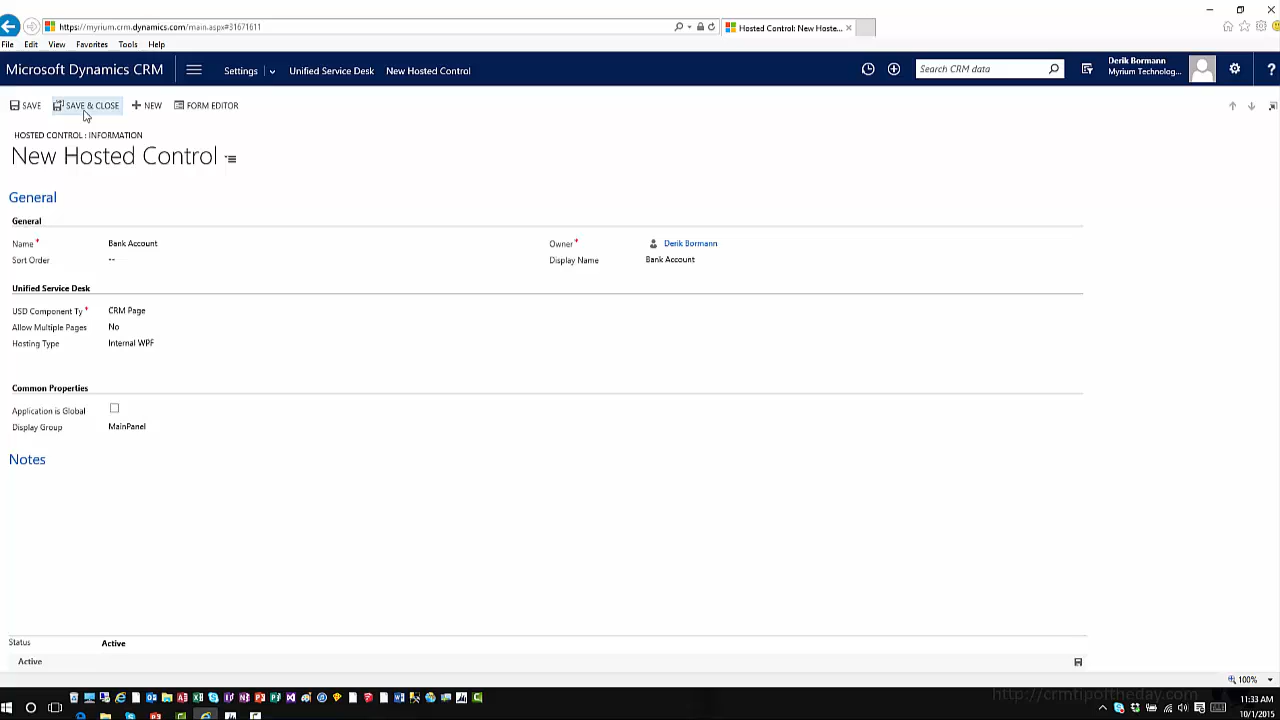 https://myrium.crm.dynamics.com/main.aspx#31671611
Hosted Control: New Hoste...
File Edit View Favorites Tools Help
Microsoft Dynamics CRM Settings Unified Service Desk New Hosted Control Search CRM data
Derik Bormann
Myrium Technolog...
?
SAVE SAVE & CLOSE NEW FORM EDITOR
HOSTED CONTROL : INFORMATION
New Hosted Control
General
General
Name * Bank Account Owner * Derik Bormann
Sort Order -- Display Name Bank Account
Unified Service Desk
USD Component Ty * CRM Page
Allow Multiple Pages No
Hosting Type Internal WPF
Common Properties
Application is Global
Display Group MainPanel
Notes
Status Active
Active
100%
http://crmtipoftheday.com
11:33 AM
10/1/2015